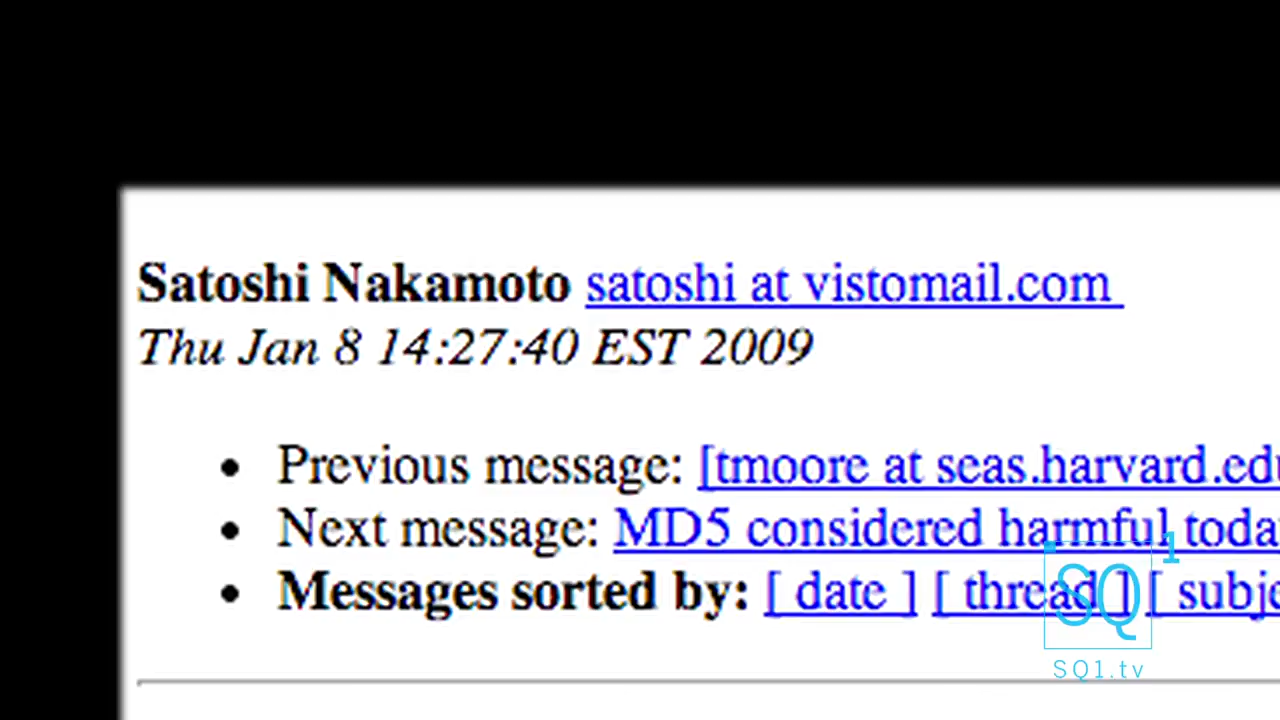 Satoshi Nakamoto satoshi at vistomail.com
Thu Jan 8 14:27:40 EST 2009
• Previous message: [tmoore at seas.harvard.edu
• Next message: MD5 considered harmful toda
• Messages sorted by: [ date ] [ thread ] [ subje
SQ1
SQ1.tv